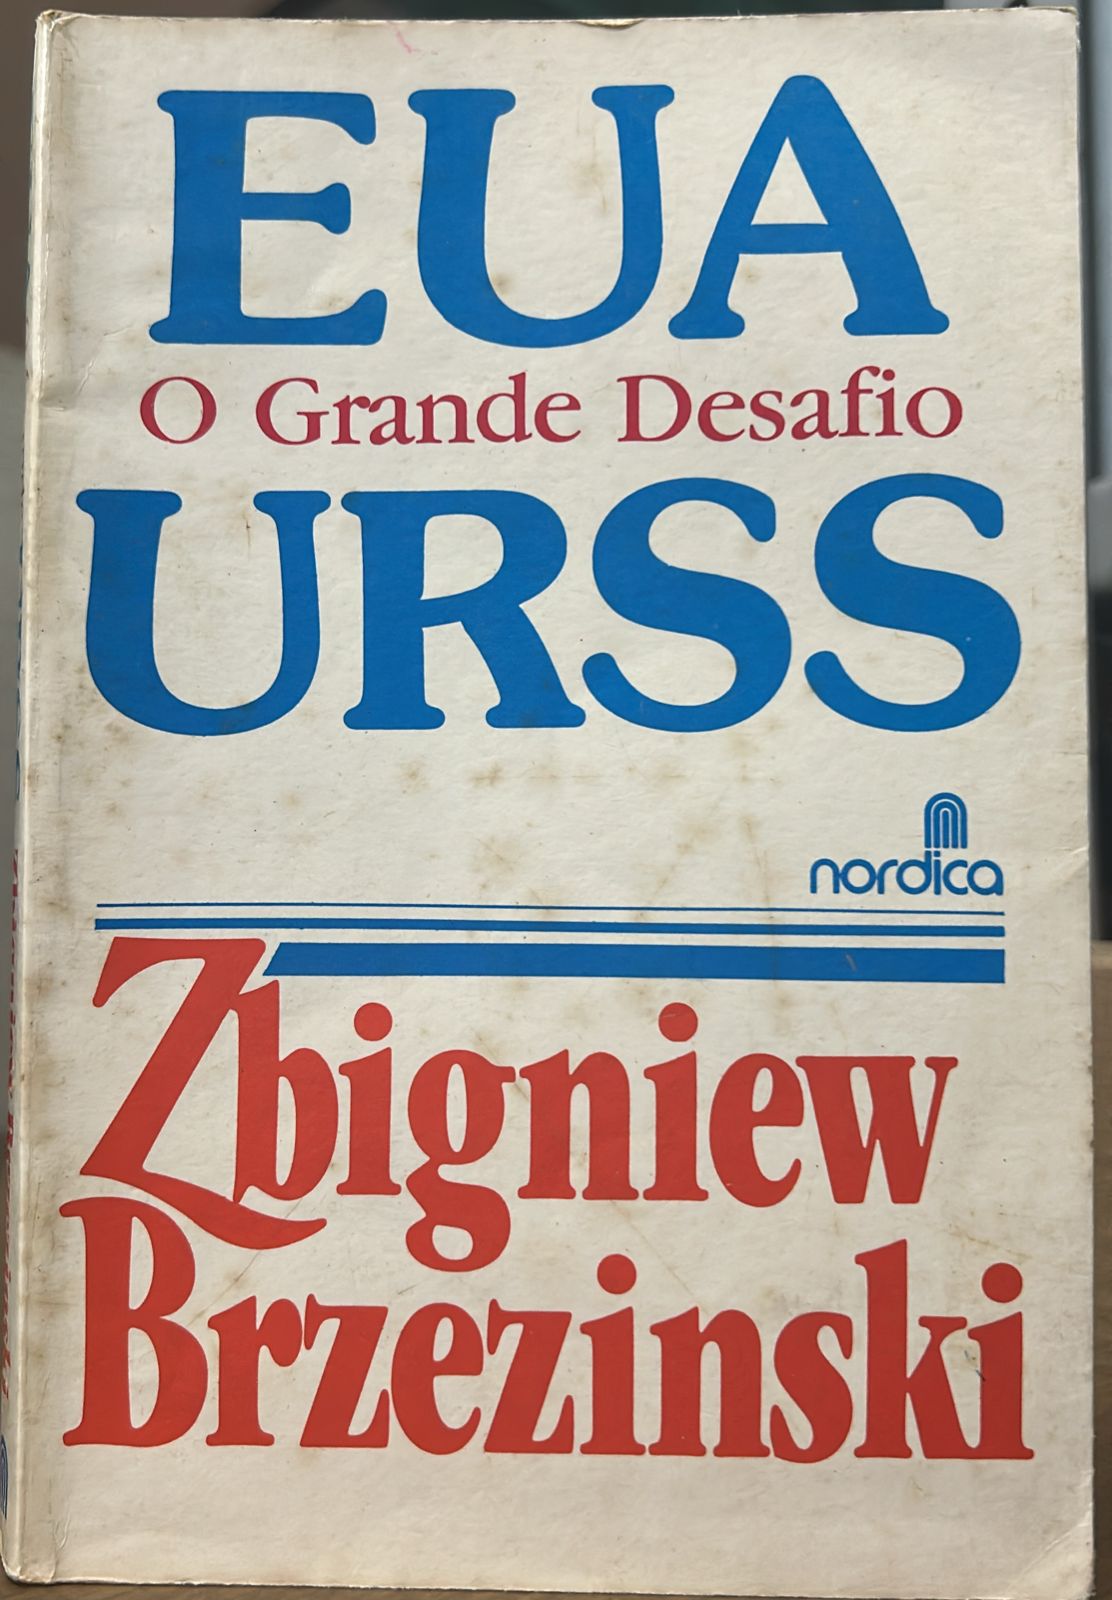 EUA
O Grande Desafio
URSS
nordica
Zbigniew
Brzezinski